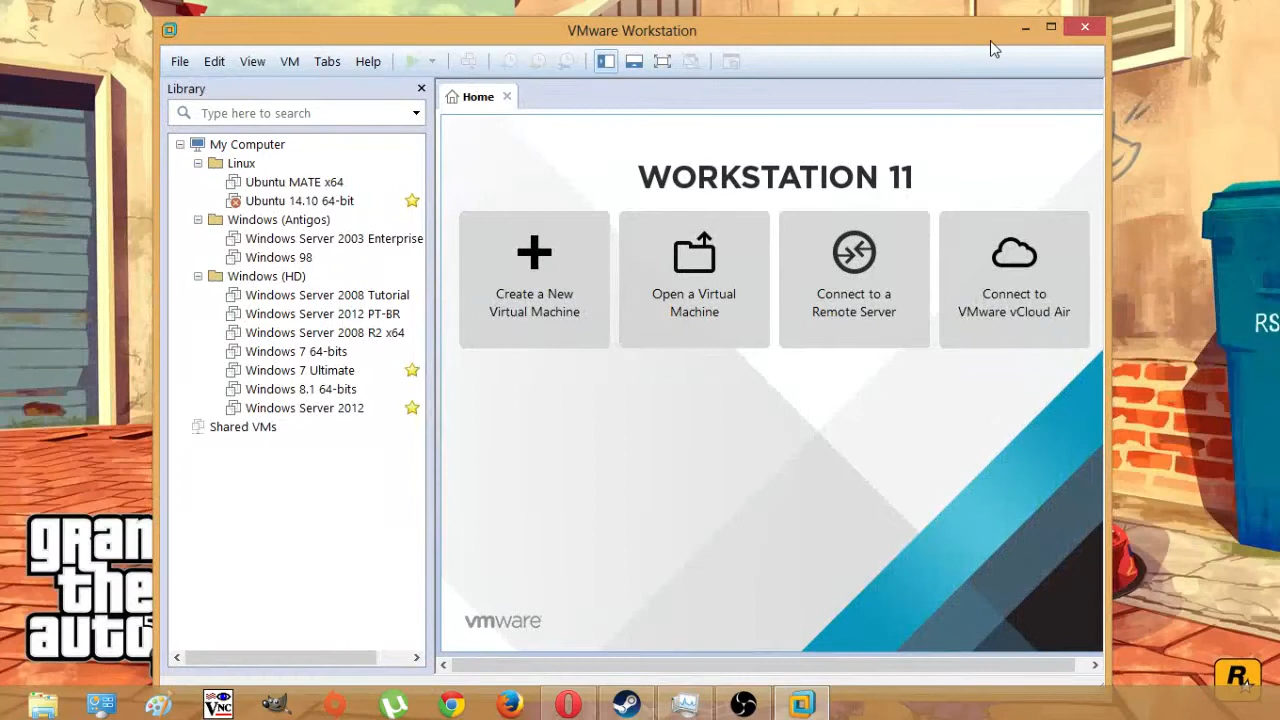 VMware Workstation
File Edit View VM Tabs Help
Library
Type here to search
My Computer
Linux
Ubuntu MATE x64
Ubuntu 14.10 64-bit
Windows (Antigos)
Windows Server 2003 Enterprise
Windows 98
Windows (HD)
Windows Server 2008 Tutorial
Windows Server 2012 PT-BR
Windows Server 2008 R2 x64
Windows 7 64-bits
Windows 7 Ultimate
Windows 8.1 64-bits
Windows Server 2012
Shared VMs
Home
WORKSTATION 11
Create a New
Virtual Machine
Open a Virtual
Machine
Connect to a
Remote Server
Connect to
VMware vCloud Air
vmware
gran
the
auto
RS
R
VNC